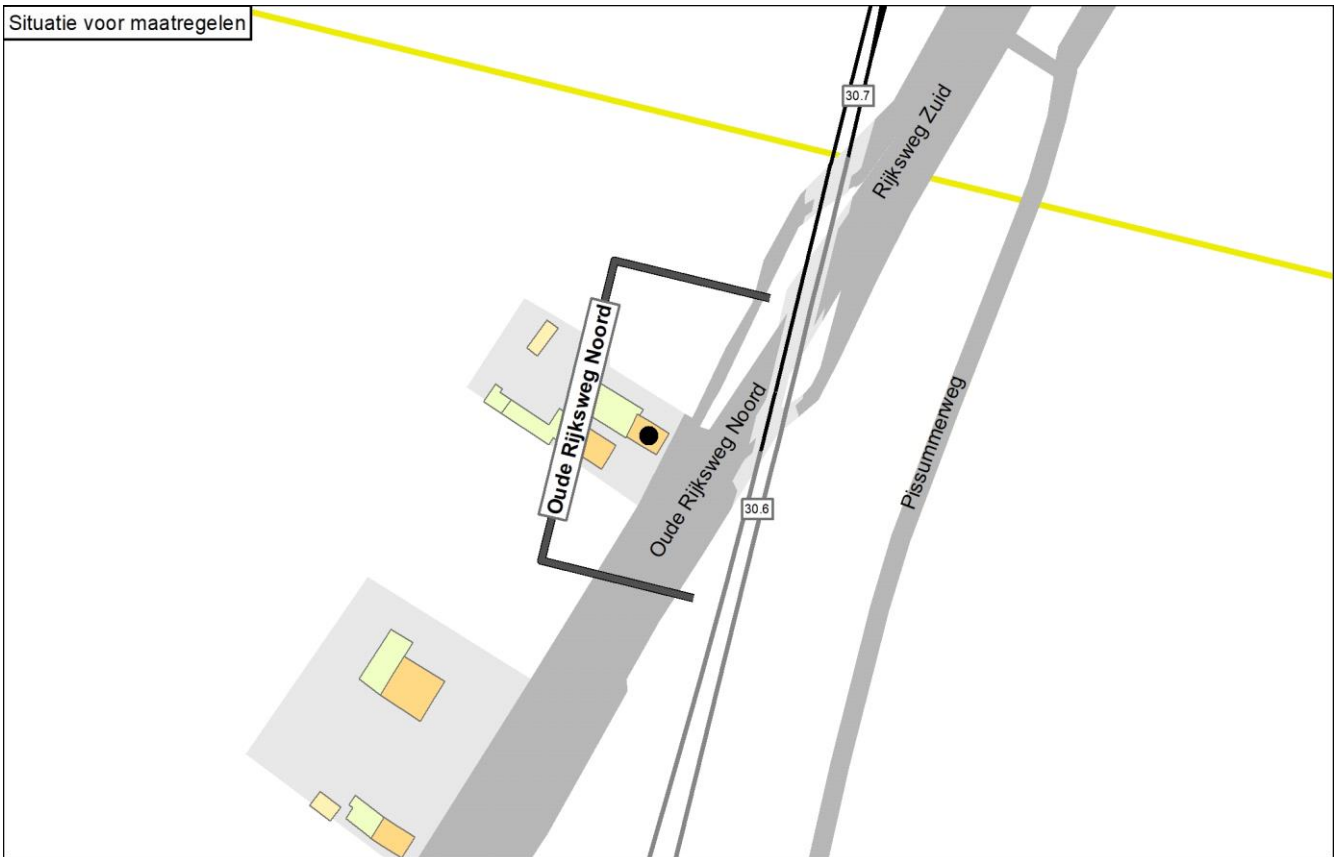 Situatie voor maatregelen
30.7
Rijksweg Zuid
Oude Rijksweg Noord
Oude Rijksweg Noord
Pissummerweg
30.6